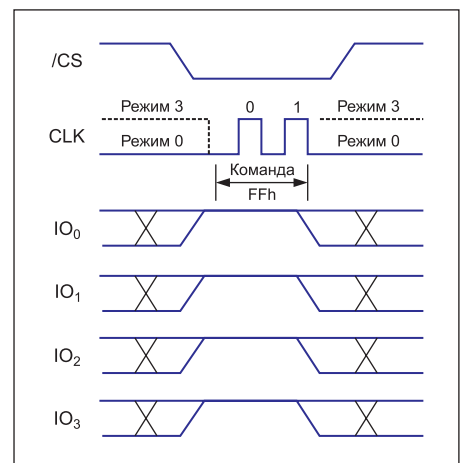 /CS
Режим 3 0 1 Режим 3
CLK
Режим 0 Режим 0
Команда
FFh
IO₀
IO₁
IO₂
IO₃